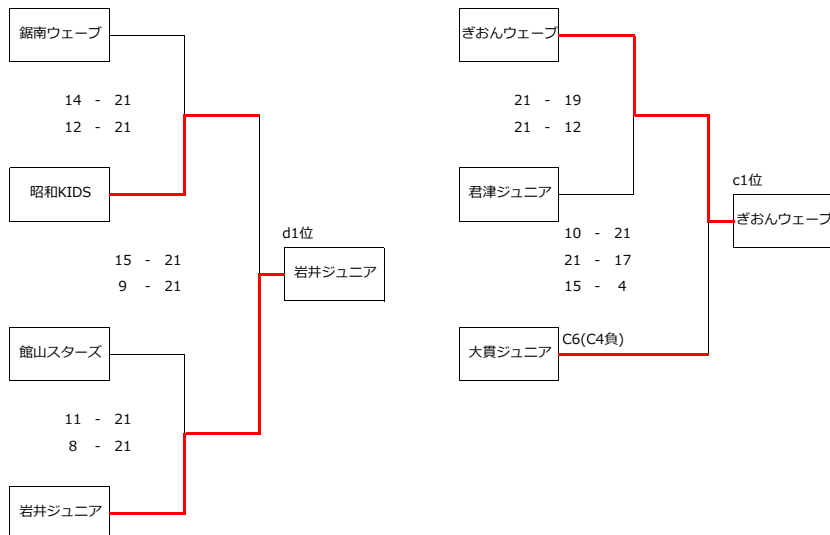 鋸南ウェーブ
14 - 21
12 - 21
昭和KIDS
15 - 21
9 - 21
d1位
岩井ジュニア
館山スターズ
11 - 21
8 - 21
岩井ジュニア
ぎおんウェーブ
21 - 19
21 - 12
君津ジュニア
10 - 21
21 - 17
15 - 4
c1位
ぎおんウェーブ
大貫ジュニア
C6(C4負)